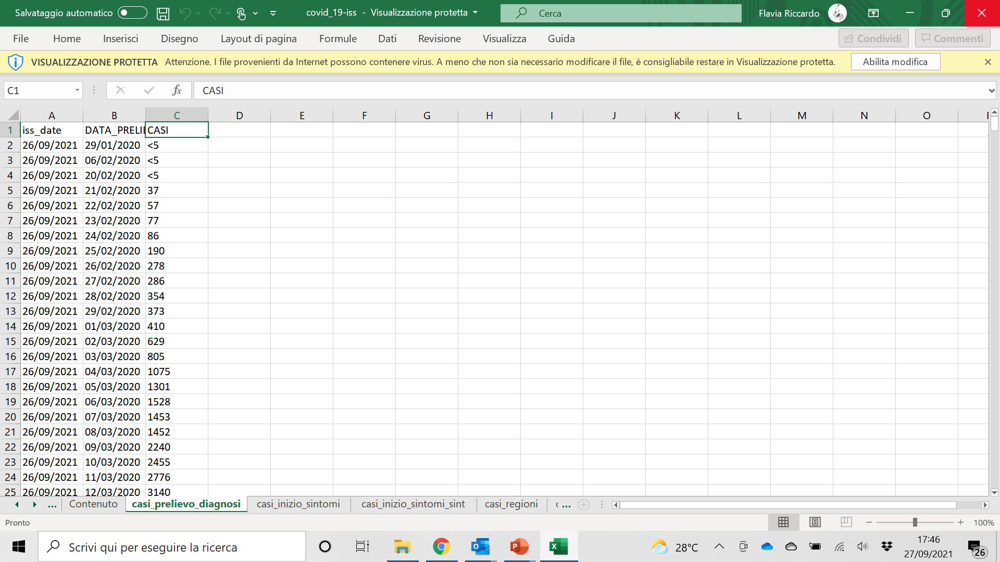 Salvataggio automatico
covid_19-iss - Visualizzazione protetta
Cerca
Flavia Riccardo
File Home Inserisci Disegno Layout di pagina Formule Dati Revisione Visualizza Guida Condividi Commenti
VISUALIZZAZIONE PROTETTA Attenzione. I file provenienti da Internet possono contenere virus. A meno che non sia necessario modificare il file, è consigliabile restare in Visualizzazione protetta. Abilita modifica
C1 fx CASI
A B C D E F G H I J K L M N O
1 iss_date DATA_PRELI CASI
2 26/09/2021 29/01/2020 <5
3 26/09/2021 06/02/2020 <5
4 26/09/2021 20/02/2020 <5
5 26/09/2021 21/02/2020 37
6 26/09/2021 22/02/2020 57
7 26/09/2021 23/02/2020 77
8 26/09/2021 24/02/2020 86
9 26/09/2021 25/02/2020 190
10 26/09/2021 26/02/2020 278
11 26/09/2021 27/02/2020 286
12 26/09/2021 28/02/2020 354
13 26/09/2021 29/02/2020 373
14 26/09/2021 01/03/2020 410
15 26/09/2021 02/03/2020 629
16 26/09/2021 03/03/2020 805
17 26/09/2021 04/03/2020 1075
18 26/09/2021 05/03/2020 1301
19 26/09/2021 06/03/2020 1528
20 26/09/2021 07/03/2020 1453
21 26/09/2021 08/03/2020 1452
22 26/09/2021 09/03/2020 2240
23 26/09/2021 10/03/2020 2455
24 26/09/2021 11/03/2020 2776
25 26/09/2021 12/03/2020 3140
... Contenuto casi_prelievo_diagnosi casi_inizio_sintomi casi_inizio_sintomi_sint casi_regioni ...
Pronto
100%
Scrivi qui per eseguire la ricerca
28°C
17:46
27/09/2021
26